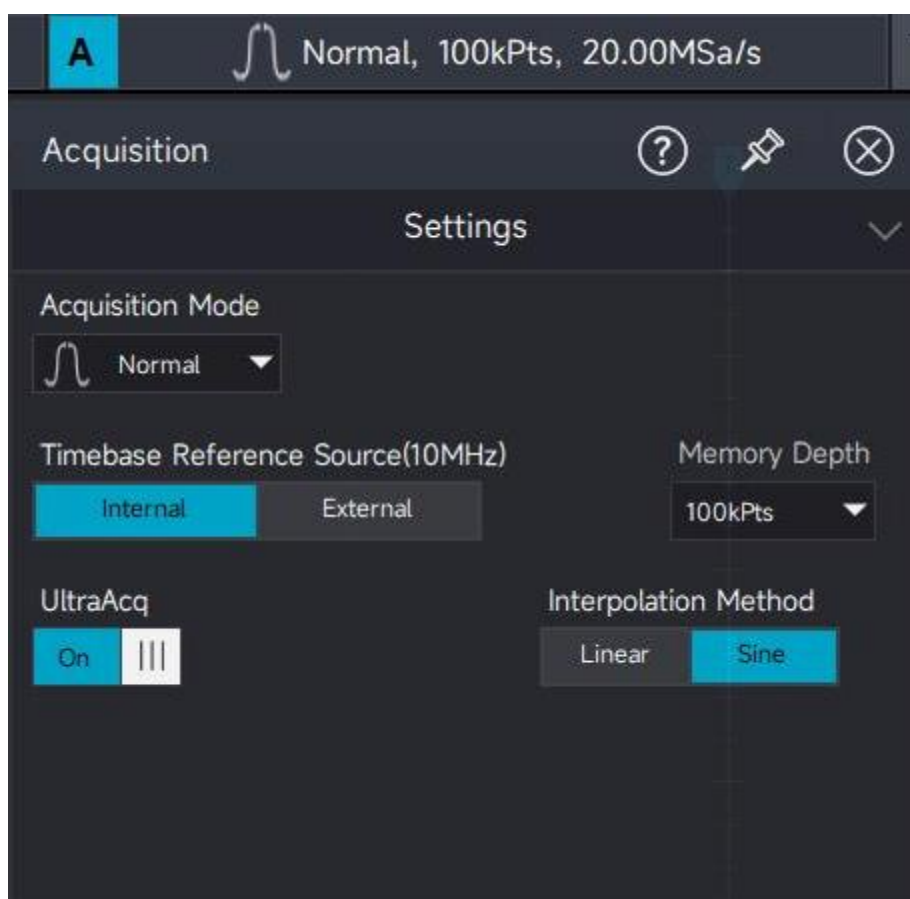 A Normal, 100kPts, 20.00MSa/s
Acquisition ?
Settings
Acquisition Mode
Normal
Timebase Reference Source(10MHz) Memory Depth
Internal External 100kPts
UltraAcq Interpolation Method
On Linear Sine